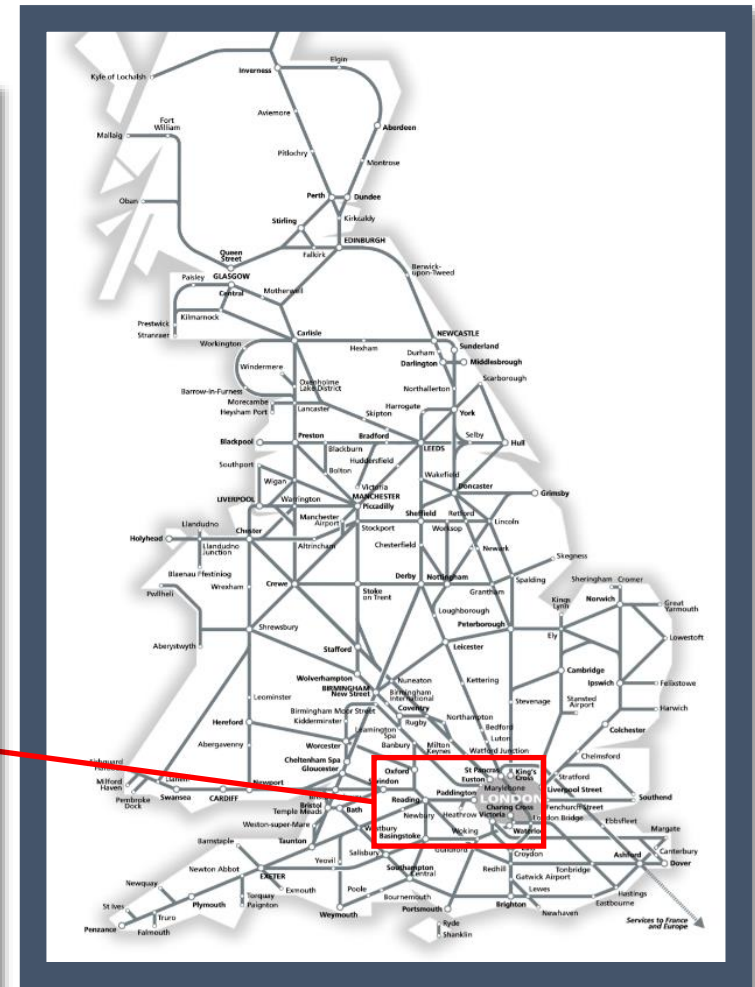 Elgin
Inverness
Kyle of Lochalsh
Aviemore
Fort
William
Mallaig
Aberdeen
Pitlochry
Montrose
Perth
Dundee
Oban
Stirling
Kirkcaldy
EDINBURGH
Falkirk
Queen
Street
GLASGOW
Central
Paisley
Motherwell
Berwick-
upon-Tweed
Prestwick
Kilmarnock
Stranraer
Carlisle
NEWCASTLE
Workington
Hexham
Durham
Sunderland
Darlington
Middlesbrough
Windermere
Scarborough
Oxenholme
Lake District
Northallerton
Barrow-in-Furness
Morecambe
Heysham Port
Lancaster
Harrogate
York
Skipton
Blackpool
Preston
Bradford
Selby
Hull
Blackburn
LEEDS
Huddersfield
Southport
Bolton
Wakefield
Wigan
Victoria
Doncaster
LIVERPOOL
Warrington
MANCHESTER
Piccadilly
Grimsby
Manchester
Airport
Sheffield
Retford
Lincoln
Llandudno
Stockport
Worksop
Holyhead
Chester
Llandudno
Junction
Altrincham
Chesterfield
Newark
Skegness
Blaenau Ffestiniog
Crewe
Derby
Nottingham
Spalding
Sheringham
Cromer
Pwllheli
Wrexham
Stoke
on Trent
Grantham
Kings
Lynn
Norwich
Great
Yarmouth
Loughborough
Aberystwyth
Shrewsbury
Peterborough
Ely
Lowestoft
Stafford
Leicester
Wolverhampton
BIRMINGHAM
New Street
Nuneaton
Kettering
Cambridge
Birmingham
International
Ipswich
Felixstowe
Leominster
Coventry
Stevenage
Stansted
Airport
Birmingham Moor Street
Kidderminster
Rugby
Northampton
Harwich
Hereford
Leamington
Spa
Bedford
Colchester
Worcester
Banbury
Milton
Keynes
Luton
Abergavenny
Watford Junction
Chelmsford
Cheltenham Spa
Gloucester
Oxford
St Pancras
King's
Cross
Stratford
Milford
Haven
Newport
Swindon
Euston
Marylebone
Liverpool Street
Pembroke
Dock
Swansea
CARDIFF
Reading
Paddington
LONDON
Fenchurch Street
Southend
Bristol
Temple Meads
Bath
Newbury
Heathrow
Charing Cross
Victoria
London Bridge
Ebbsfleet
Weston-super-Mare
Westbury
Basingstoke
Woking
Waterloo
Margate
Barnstaple
Taunton
Salisbury
Guildford
Croydon
Canterbury
Yeovil
Redhill
Tonbridge
Ashford
Dover
Newton Abbot
EXETER
Southampton
Central
Gatwick Airport
Newquay
Exmouth
Poole
Bournemouth
Lewes
Hastings
St Ives
Plymouth
Torquay
Paignton
Weymouth
Portsmouth
Brighton
Newhaven
Eastbourne
Truro
Penzance
Falmouth
Ryde
Shanklin
Services to France
and Europe